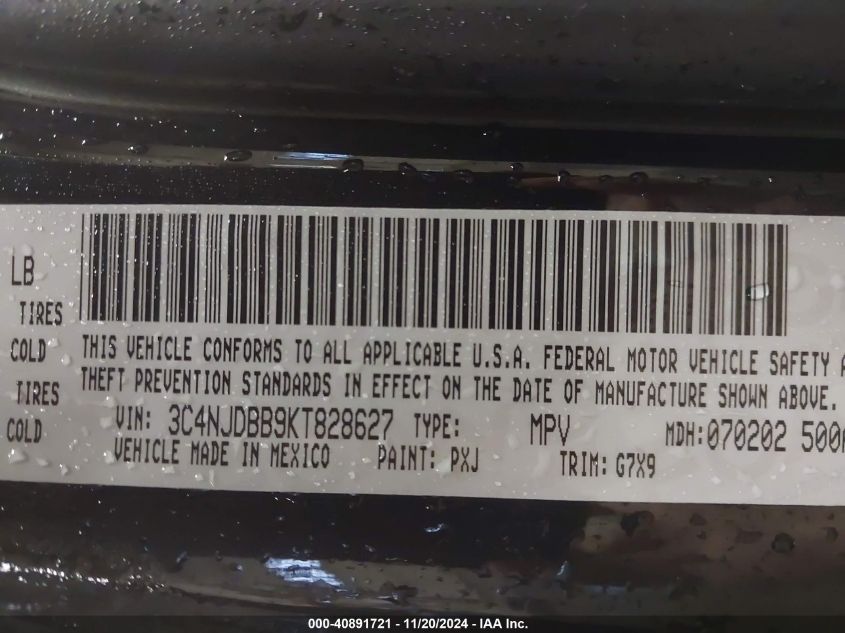 LB
TIRES
COLD
TIRES
COLD
THIS VEHICLE CONFORMS TO ALL APPLICABLE U.S.A. FEDERAL MOTOR VEHICLE SAFETY
THEFT PREVENTION STANDARDS IN EFFECT ON THE DATE OF MANUFACTURE SHOWN ABOVE.
VIN: 3C4NJDBB9KT828627 TYPE: MPV MDH:070202 500
VEHICLE MADE IN MEXICO PAINT: PXJ TRIM: G7X9
000-40891721 - 11/20/2024 - IAA Inc.